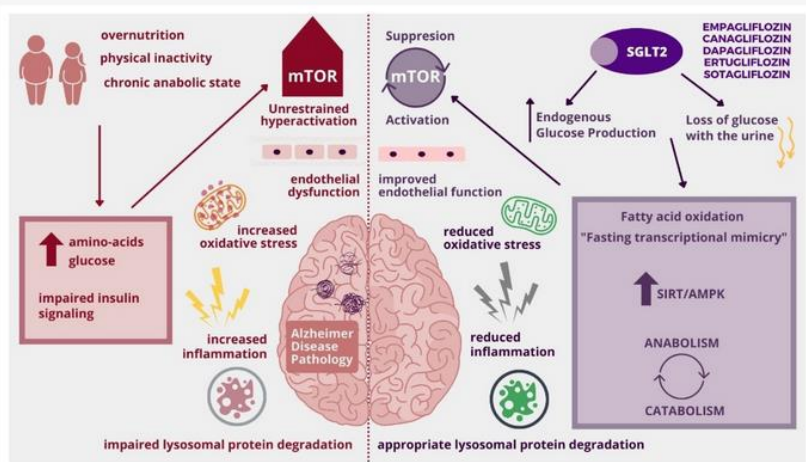 overnutrition
physical inactivity
chronic anabolic state
mTOR
Unrestrained
hyperactivation
endothelial
dysfunction
increased
oxidative stress
amino-acids
glucose
impaired insulin
signaling
increased
inflammation
Alzheimer
Disease
Pathology
impaired lysosomal protein degradation
Suppresion
mTOR
Activation
improved
endothelial function
reduced
oxidative stress
reduced
inflammation
appropriate lysosomal protein degradation
SGLT2
EMPAGLIFLOZIN
CANAGLIFLOZIN
DAPAGLIFLOZIN
ERTUGLIFLOZIN
SOTAGLIFLOZIN
Endogenous
Glucose Production
Loss of glucose
with the urine
Fatty acid oxidation
"Fasting transcriptional mimicry"
SIRT/AMPK
ANABOLISM
CATABOLISM